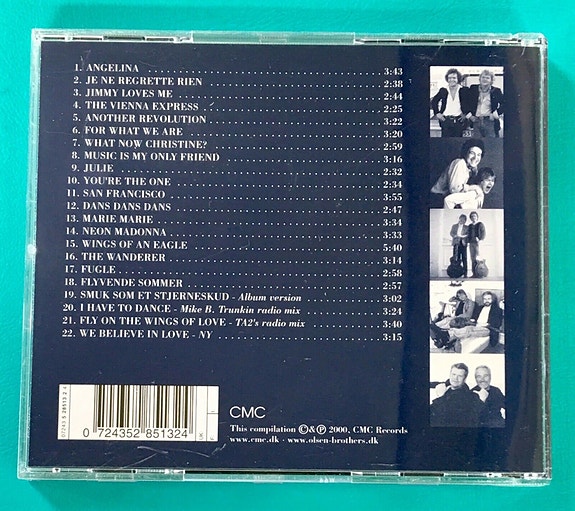 1. ANGELINA 3:43
2. JE NE REGRETTE RIEN 2:38
3. JIMMY LOVES ME 2:44
4. THE VIENNA EXPRESS 2:25
5. ANOTHER REVOLUTION 3:22
6. FOR WHAT WE ARE 3:20
7. WHAT NOW CHRISTINE? 2:59
8. MUSIC IS MY ONLY FRIEND 3:16
9. JULIE 2:32
10. YOU'RE THE ONE 2:34
11. SAN FRANCISCO 3:55
12. DANS DANS DANS 2:47
13. MARIE MARIE 3:34
14. NEON MADONNA 3:33
15. WINGS OF AN EAGLE 5:40
16. THE WANDERER 3:14
17. FUGLE 2:58
18. FLYVENDE SOMMER 2:57
19. SMUK SOM ET STJERNESKUD - Album version 3:02
20. I HAVE TO DANCE - Mike B. Trunkin radio mix 3:24
21. FLY ON THE WINGS OF LOVE - TA2's radio mix 3:40
22. WE BELIEVE IN LOVE - NY 3:15
07243 5 28513 2 4
0 724352 851324
CMC
This compilation ©&℗ 2000, CMC Records
www.cmc.dk · www.olsen-brothers.dk